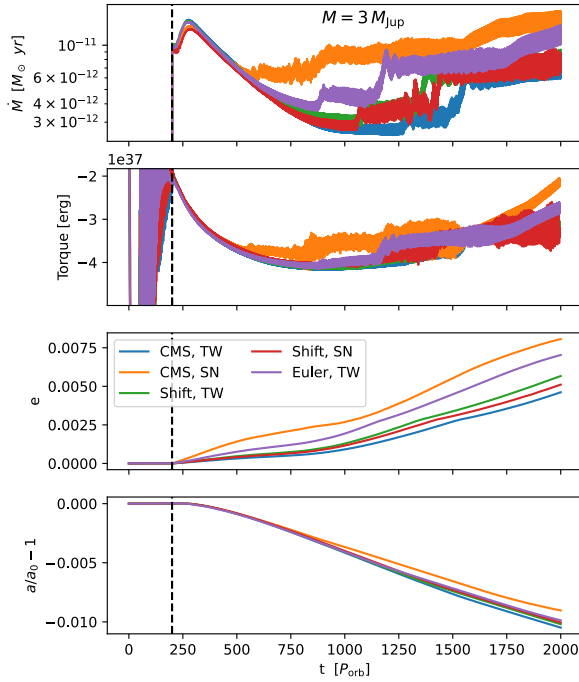 M = 3 M_Jup
Ṁ [M_⊙ yr]
10⁻¹¹
6 × 10⁻¹²
4 × 10⁻¹²
3 × 10⁻¹²
1e37
Torque [erg]
−2
−3
−4
e
0.0075
0.0050
0.0025
0.0000
CMS, TW
CMS, SN
Shift, TW
Shift, SN
Euler, TW
a/a₀ − 1
0.000
−0.005
−0.010
0 250 500 750 1000 1250 1500 1750 2000
t [P_orb]